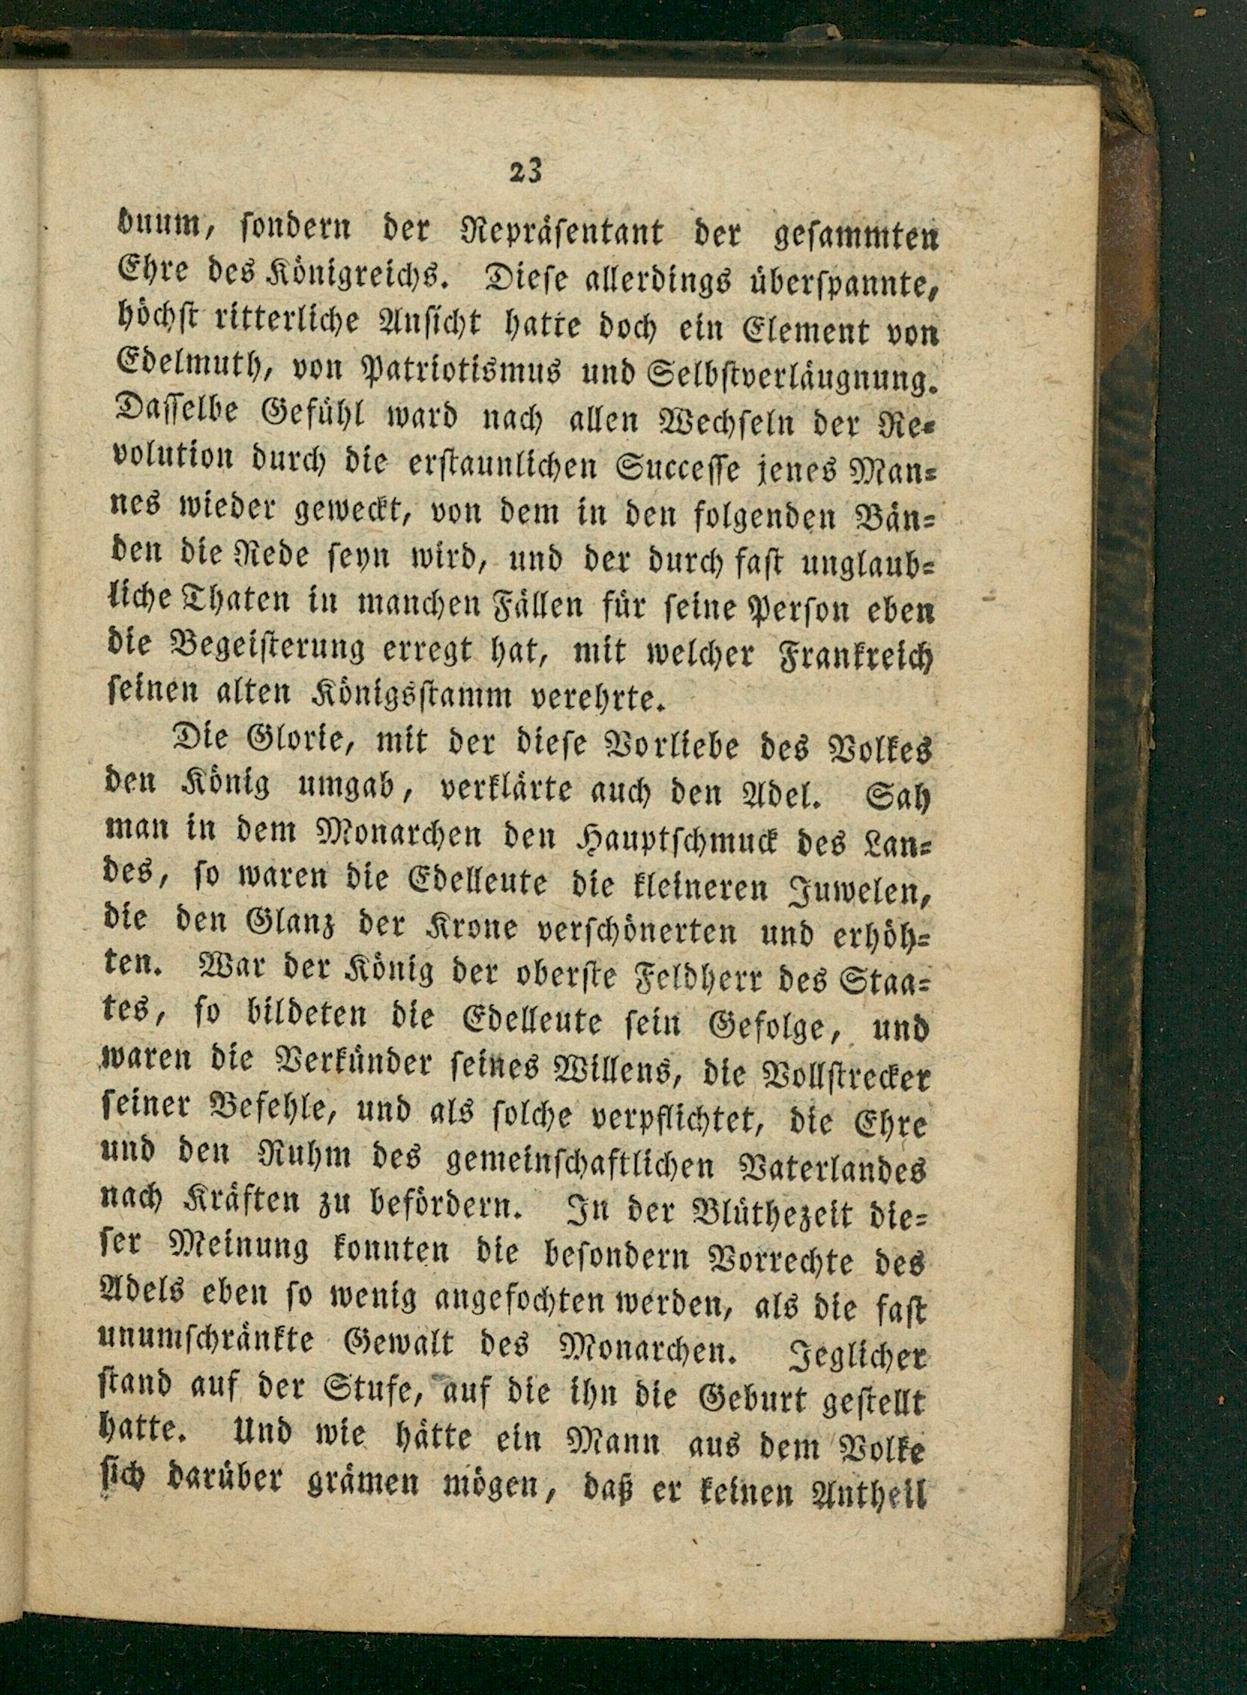 23
duum, sondern der Repräsentant der gesammten
Ehre des Königreichs. Diese allerdings überspannte,
höchst ritterliche Ansicht hatte doch ein Element von
Edelmuth, von Patriotismus und Selbstverläugnung.
Dasselbe Gefühl ward nach allen Wechseln der Re-
volution durch die erstaunlichen Successe jenes Man-
nes wieder geweckt, von dem in den folgenden Bän-
den die Rede seyn wird, und der durch fast unglaub-
liche Thaten in manchen Fällen für seine Person eben
die Begeisterung erregt hat, mit welcher Frankreich
seinen alten Königsstamm verehrte.
Die Glorie, mit der diese Vorliebe des Volkes
den König umgab, verklärte auch den Adel. Sah
man in dem Monarchen den Hauptschmuck des Lan-
des, so waren die Edelleute die kleineren Juwelen,
die den Glanz der Krone verschönerten und erhöh-
ten. War der König der oberste Feldherr des Staa-
tes, so bildeten die Edelleute sein Gefolge, und
waren die Verkünder seines Willens, die Vollstrecker
seiner Befehle, und als solche verpflichtet, die Ehre
und den Ruhm des gemeinschaftlichen Vaterlandes
nach Kräften zu befördern. In der Blüthezeit die-
ser Meinung konnten die besondern Vorrechte des
Adels eben so wenig angefochten werden, als die fast
unumschränkte Gewalt des Monarchen. Jeglicher
stand auf der Stufe, auf die ihn die Geburt gestellt
hatte. Und wie hätte ein Mann aus dem Volke
sich darüber grämen mögen, daß er keinen Antheil